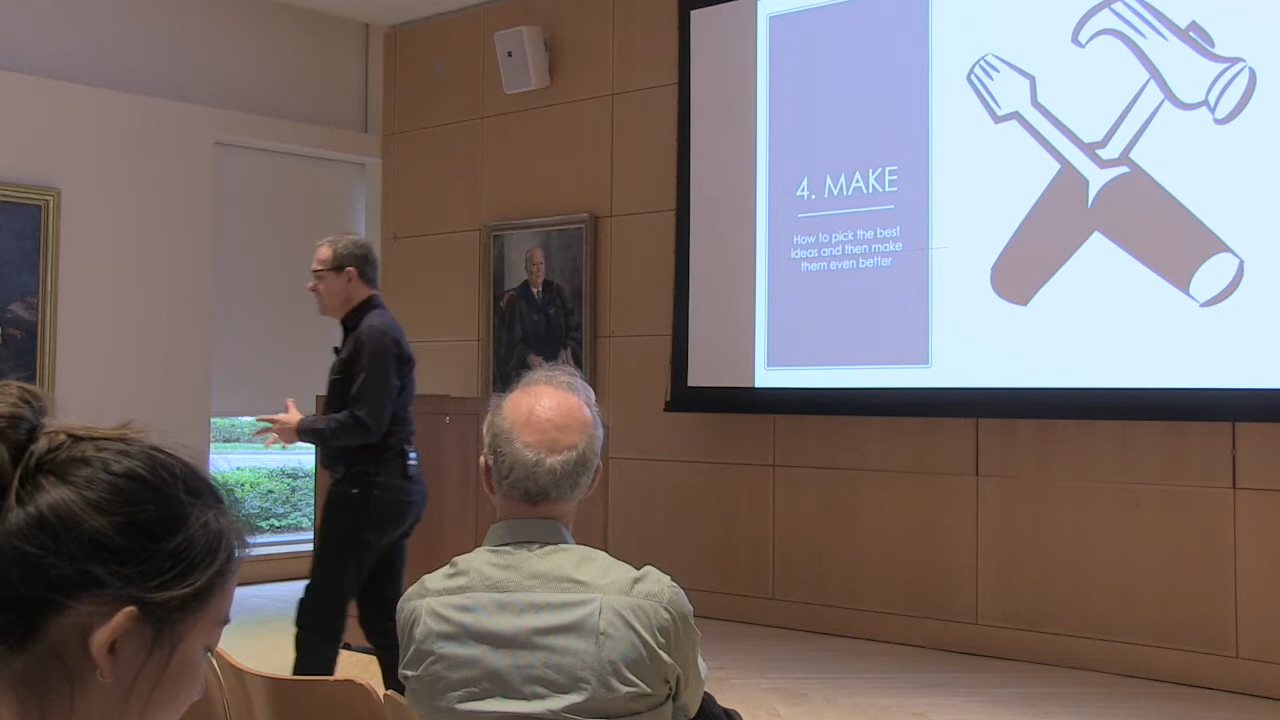 4. MAKE
How to pick the best
ideas and then make
them even better